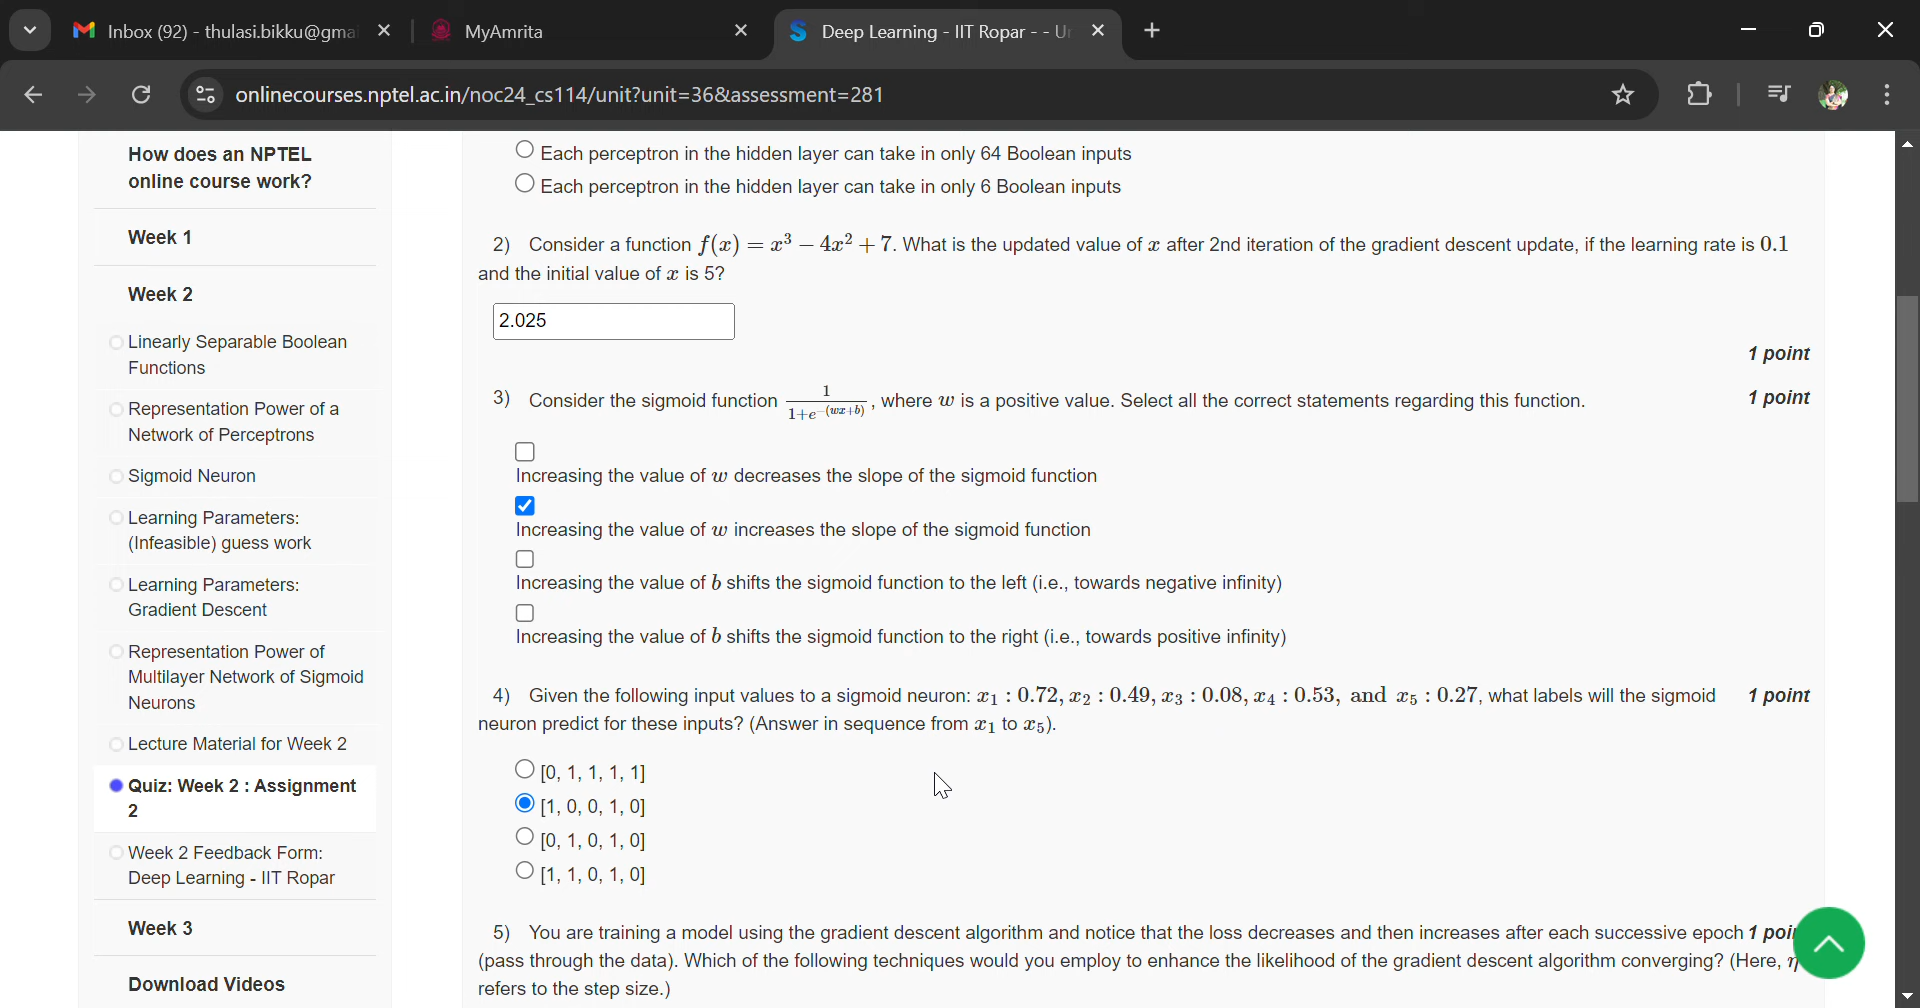 Inbox (92) - thulasi.bikku@gma
MyAmrita
Deep Learning - IIT Ropar - - U
onlinecourses.nptel.ac.in/noc24_cs114/unit?unit=36&assessment=281
How does an NPTEL
online course work?
Week 1
Week 2
Linearly Separable Boolean
Functions
Representation Power of a
Network of Perceptrons
Sigmoid Neuron
Learning Parameters:
(Infeasible) guess work
Learning Parameters:
Gradient Descent
Representation Power of
Multilayer Network of Sigmoid
Neurons
Lecture Material for Week 2
Quiz: Week 2 : Assignment
2
Week 2 Feedback Form:
Deep Learning - IIT Ropar
Week 3
Download Videos
Each perceptron in the hidden layer can take in only 64 Boolean inputs
Each perceptron in the hidden layer can take in only 6 Boolean inputs
2) Consider a function f(x) = x³ − 4x² + 7. What is the updated value of x after 2nd iteration of the gradient descent update, if the learning rate is 0.1
and the initial value of x is 5?
2.025
1 point
3) Consider the sigmoid function 1/(1+e^−(wx+b)), where w is a positive value. Select all the correct statements regarding this function. 1 point
Increasing the value of w decreases the slope of the sigmoid function
Increasing the value of w increases the slope of the sigmoid function
Increasing the value of b shifts the sigmoid function to the left (i.e., towards negative infinity)
Increasing the value of b shifts the sigmoid function to the right (i.e., towards positive infinity)
4) Given the following input values to a sigmoid neuron: x₁ : 0.72, x₂ : 0.49, x₃ : 0.08, x₄ : 0.53, and x₅ : 0.27, what labels will the sigmoid 1 point
neuron predict for these inputs? (Answer in sequence from x₁ to x₅).
[0, 1, 1, 1, 1]
[1, 0, 0, 1, 0]
[0, 1, 0, 1, 0]
[1, 1, 0, 1, 0]
5) You are training a model using the gradient descent algorithm and notice that the loss decreases and then increases after each successive epoch 1 poi
(pass through the data). Which of the following techniques would you employ to enhance the likelihood of the gradient descent algorithm converging? (Here, η
refers to the step size.)